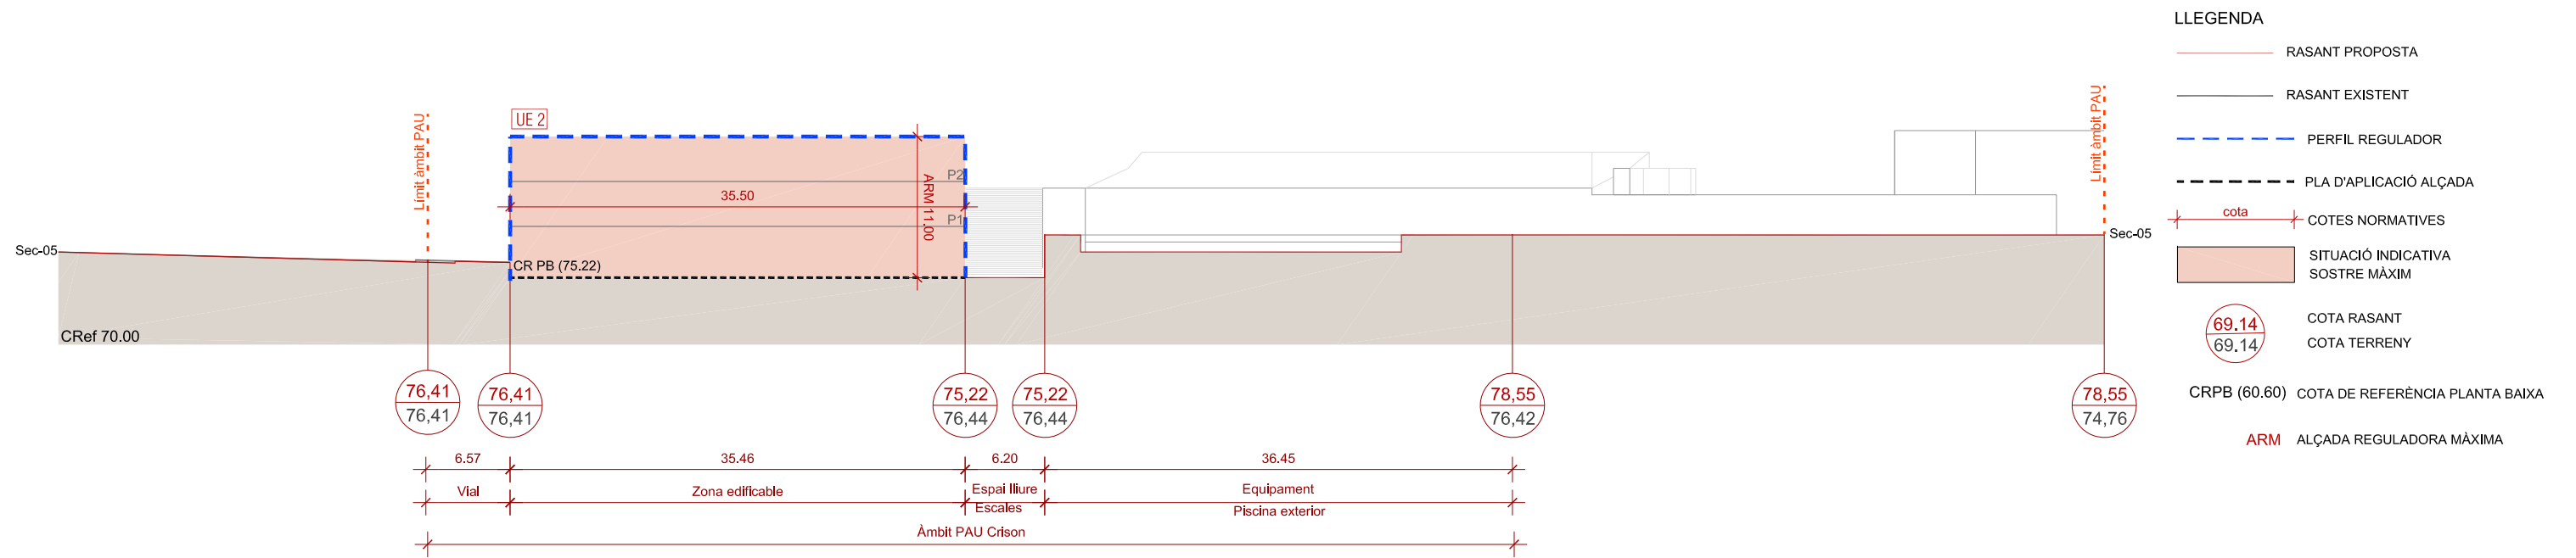 LLEGENDA
RASANT PROPOSTA
RASANT EXISTENT
PERFIL REGULADOR
PLA D'APLICACIÓ ALÇADA
cota
COTES NORMATIVES
SITUACIÓ INDICATIVA
SOSTRE MÀXIM
69.14
69.14
COTA RASANT
COTA TERRENY
CRPB (60.60) COTA DE REFERÈNCIA PLANTA BAIXA
ARM ALÇADA REGULADORA MÀXIMA
Límit àmbit PAU
UE 2
P2
35.50
ARM 11.00
P1
Límit àmbit PAU
Sec-05
Sec-05
CR PB (75.22)
CRef 70.00
76,41
76,41
76,41
76,41
75,22
76,44
75,22
76,44
78,55
76,42
78,55
74,76
6.57
35.46
6.20
36.45
Vial
Zona edificable
Espai lliure
Equipament
Escales
Piscina exterior
Àmbit PAU Crison